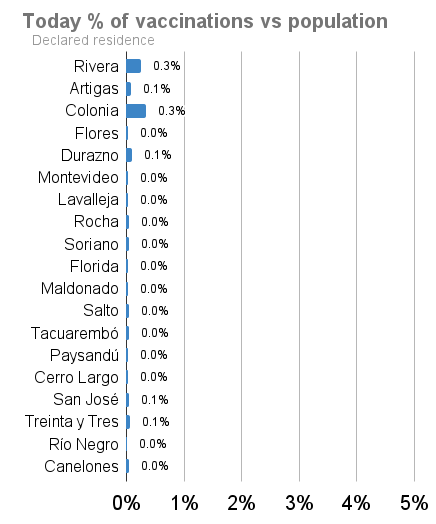 Today % of vaccinations vs population
Declared residence
Rivera 0.3%
Artigas 0.1%
Colonia 0.3%
Flores 0.0%
Durazno 0.1%
Montevideo 0.0%
Lavalleja 0.0%
Rocha 0.0%
Soriano 0.0%
Florida 0.0%
Maldonado 0.0%
Salto 0.0%
Tacuarembó 0.0%
Paysandú 0.0%
Cerro Largo 0.0%
San José 0.1%
Treinta y Tres 0.1%
Río Negro 0.0%
Canelones 0.0%
0% 1% 2% 3% 4% 5%